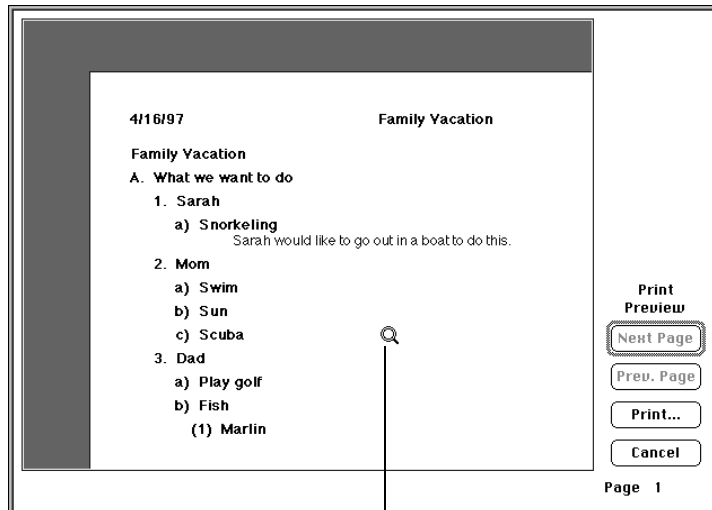 4/16/97 Family Vacation
Family Vacation
A. What we want to do
1. Sarah
a) Snorkeling
Sarah would like to go out in a boat to do this.
2. Mom
a) Swim
b) Sun
c) Scuba
3. Dad
a) Play golf
b) Fish
(1) Marlin
Print
Preview
Next Page
Prev. Page
Print...
Cancel
Page 1